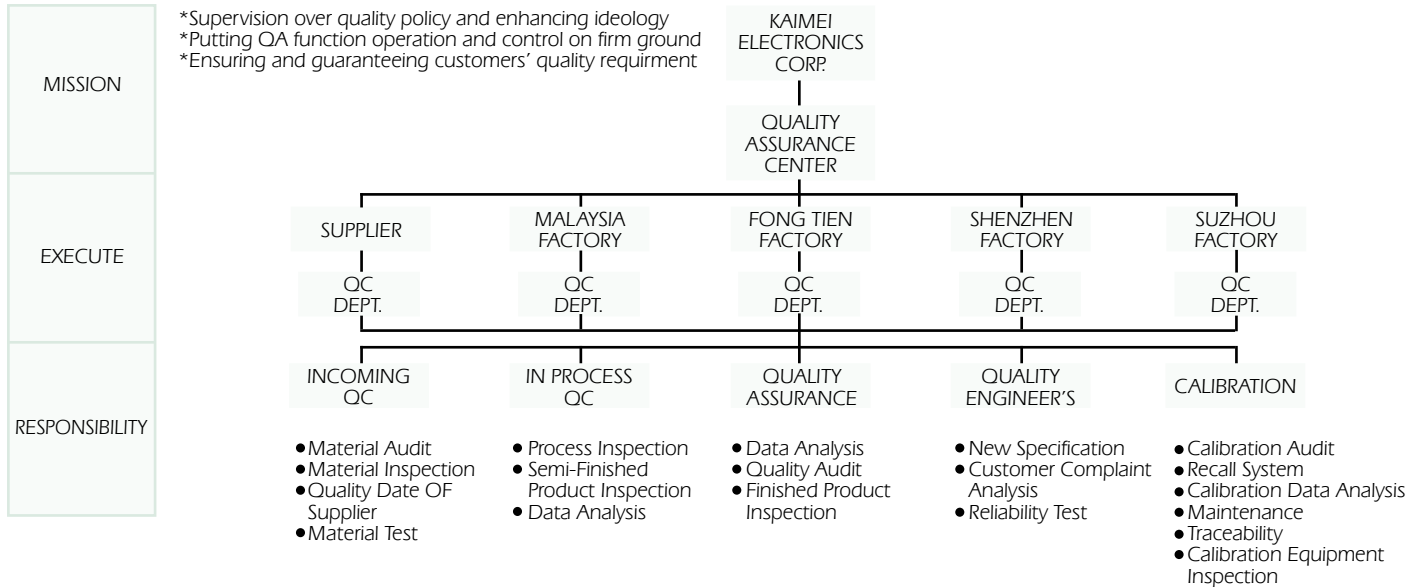 *Supervision over quality policy and enhancing ideology
*Putting QA function operation and control on firm ground
*Ensuring and guaranteeing customers' quality requirment
KAIMEI
ELECTRONICS
CORP.
MISSION
QUALITY
ASSURANCE
CENTER
EXECUTE
SUPPLIER
MALAYSIA
FACTORY
FONG TIEN
FACTORY
SHENZHEN
FACTORY
SUZHOU
FACTORY
QC
DEPT.
QC
DEPT.
QC
DEPT.
QC
DEPT.
QC
DEPT.
RESPONSIBILITY
INCOMING
QC
IN PROCESS
QC
QUALITY
ASSURANCE
QUALITY
ENGINEER'S
CALIBRATION
●Material Audit
●Material Inspection
●Quality Date OF
Supplier
●Material Test
●Process Inspection
●Semi-Finished
Product Inspection
●Data Analysis
●Data Analysis
●Quality Audit
●Finished Product
Inspection
●New Specification
●Customer Complaint
Analysis
●Reliability Test
●Calibration Audit
●Recall System
●Calibration Data Analysis
●Maintenance
●Traceability
●Calibration Equipment
Inspection